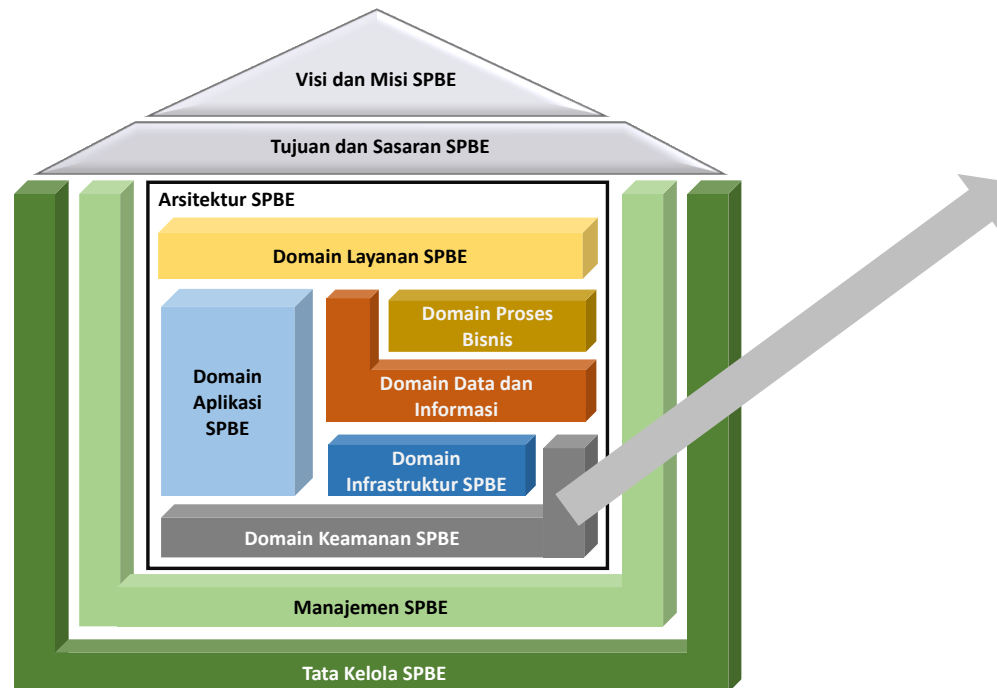 Visi dan Misi SPBE
Tujuan dan Sasaran SPBE
Arsitektur SPBE
Domain Layanan SPBE
Domain
Aplikasi
SPBE
Domain Proses
Bisnis
Domain Data dan
Informasi
Domain
Infrastruktur SPBE
Domain Keamanan SPBE
Manajemen SPBE
Tata Kelola SPBE